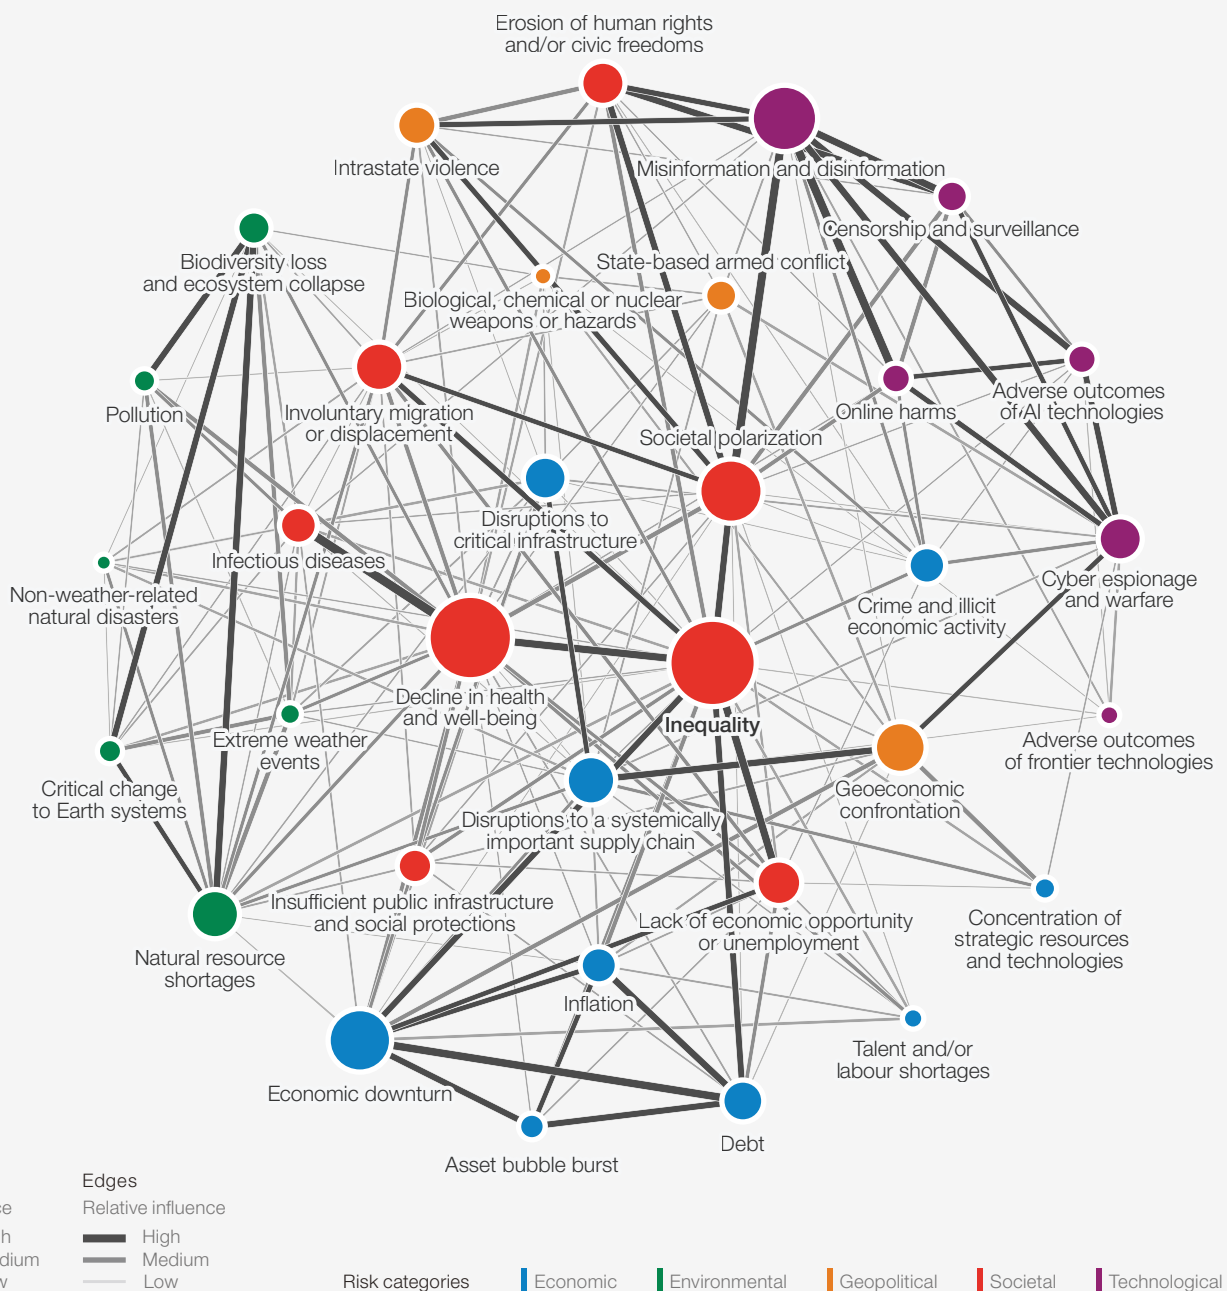 Erosion of human rights
and/or civic freedoms
Intrastate violence
Misinformation and disinformation
Censorship and surveillance
Biodiversity loss
and ecosystem collapse
State-based armed conflict
Biological, chemical or nuclear
weapons or hazards
Pollution
Involuntary migration
or displacement
Online harms
Adverse outcomes
of AI technologies
Societal polarization
Disruptions to
critical infrastructure
Infectious diseases
Non-weather-related
natural disasters
Crime and illicit
economic activity
Cyber espionage
and warfare
Decline in health
and well-being
Inequality
Extreme weather
events
Adverse outcomes
of frontier technologies
Critical change
to Earth systems
Geoeconomic
confrontation
Disruptions to a systemically
important supply chain
Insufficient public infrastructure
and social protections
Lack of economic opportunity
or unemployment
Concentration of
strategic resources
and technologies
Natural resource
shortages
Inflation
Talent and/or
labour shortages
Economic downturn
Debt
Asset bubble burst
Edges
Relative influence
High
Medium
Low
Risk categories
Economic
Environmental
Geopolitical
Societal
Technological